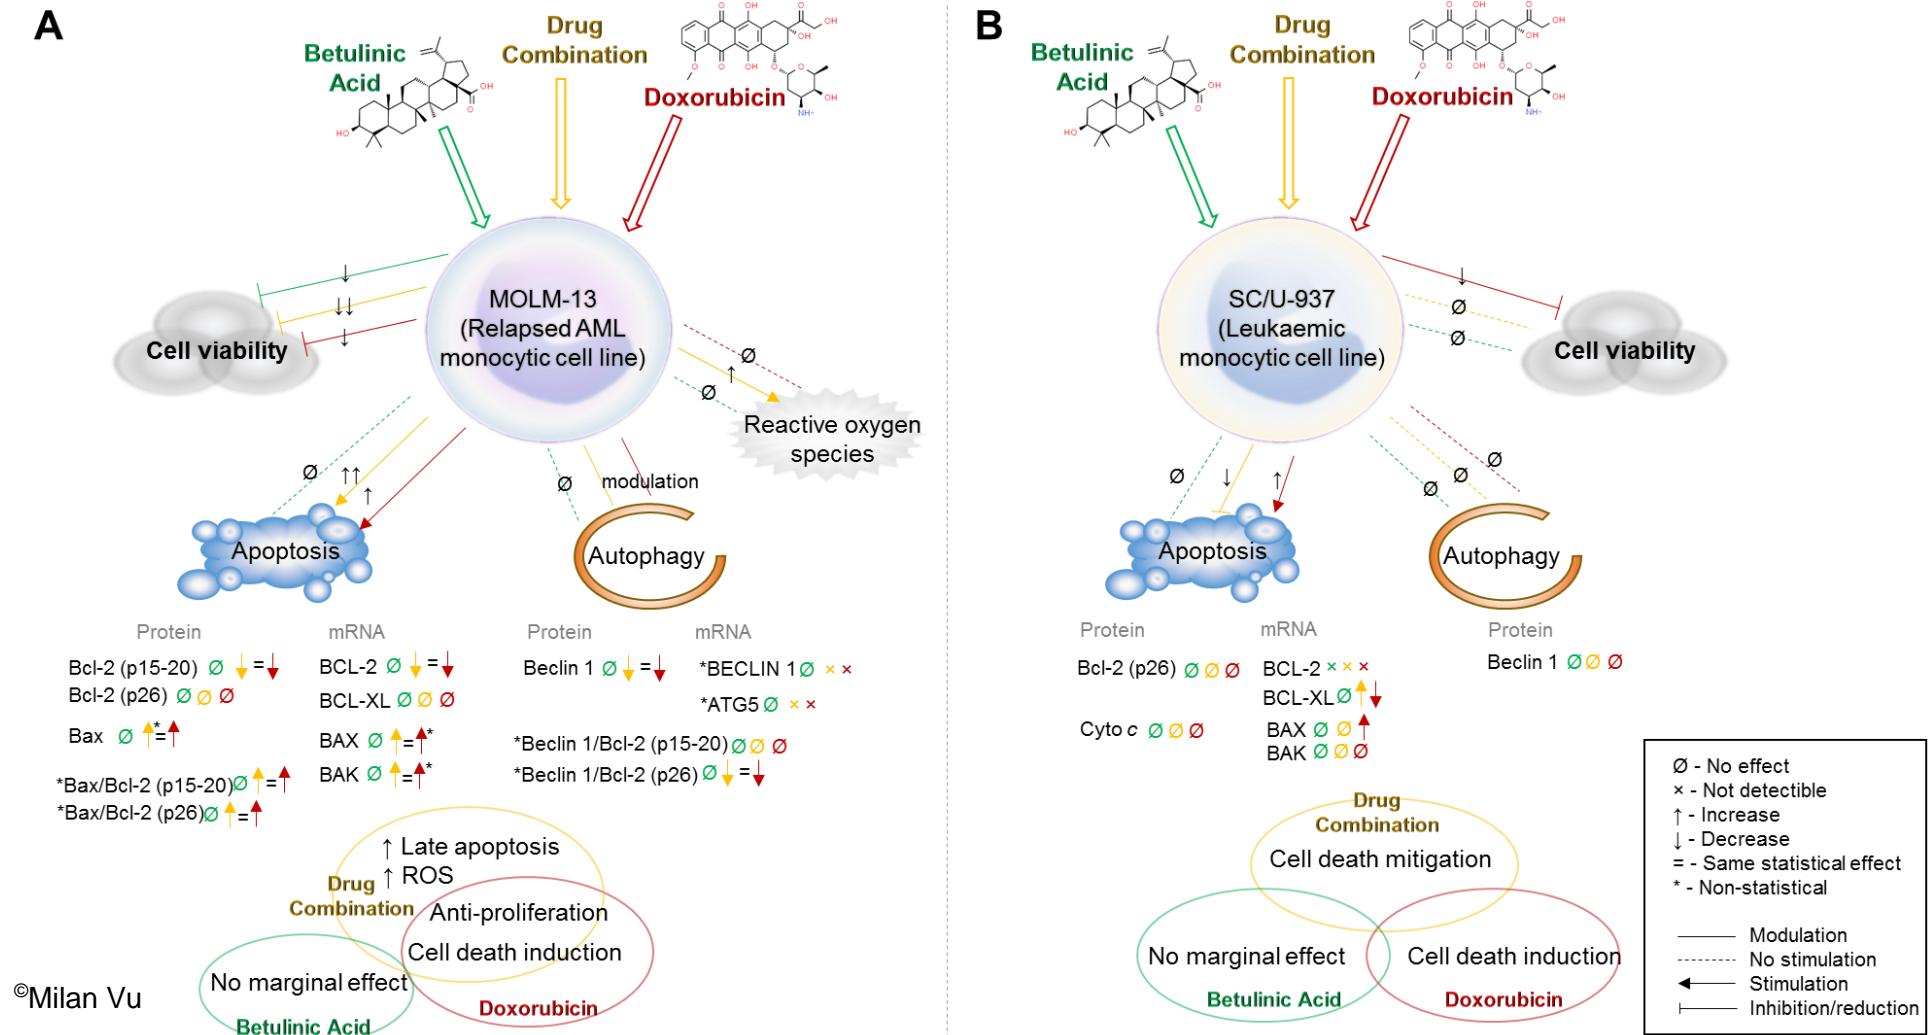 A
Betulinic
Acid
Drug
Combination
Doxorubicin
MOLM-13
(Relapsed AML
monocytic cell line)
↓
↓↓
↓
Cell viability
Ø
↑
Ø
Reactive oxygen
species
Ø
↑↑
↑
Apoptosis
Ø
modulation
Autophagy
Protein
Bcl-2 (p15-20) Ø ↓ = ↓
Bcl-2 (p26) Ø Ø Ø
Bax Ø ↑* = ↑
*Bax/Bcl-2 (p15-20) Ø ↑ = ↑
*Bax/Bcl-2 (p26) Ø ↑ = ↑
mRNA
BCL-2 Ø ↓ = ↓
BCL-XL Ø Ø Ø
BAX Ø ↑ = ↑*
BAK Ø ↑ = ↑*
Protein
Beclin 1 Ø ↓ = ↓
mRNA
*BECLIN 1 Ø × ×
*ATG5 Ø × ×
*Beclin 1/Bcl-2 (p15-20) Ø Ø Ø
*Beclin 1/Bcl-2 (p26) Ø ↓ = ↓
↑ Late apoptosis
↑ ROS
Drug
Combination
Anti-proliferation
Cell death induction
No marginal effect
Doxorubicin
Betulinic Acid
©Milan Vu
B
Betulinic
Acid
Drug
Combination
Doxorubicin
SC/U-937
(Leukaemic
monocytic cell line)
↓
Ø
Ø
Cell viability
Ø
↓
↑
Apoptosis
Ø
Ø
Ø
Autophagy
Protein
Bcl-2 (p26) Ø Ø Ø
Cyto c Ø Ø Ø
mRNA
BCL-2 × × ×
BCL-XL Ø ↑ ↓
BAX Ø Ø ↑
BAK Ø Ø Ø
Protein
Beclin 1 Ø Ø Ø
Drug
Combination
Cell death mitigation
No marginal effect
Cell death induction
Betulinic Acid
Doxorubicin
Ø - No effect
× - Not detectible
↑ - Increase
↓ - Decrease
= - Same statistical effect
* - Non-statistical
Modulation
No stimulation
Stimulation
Inhibition/reduction